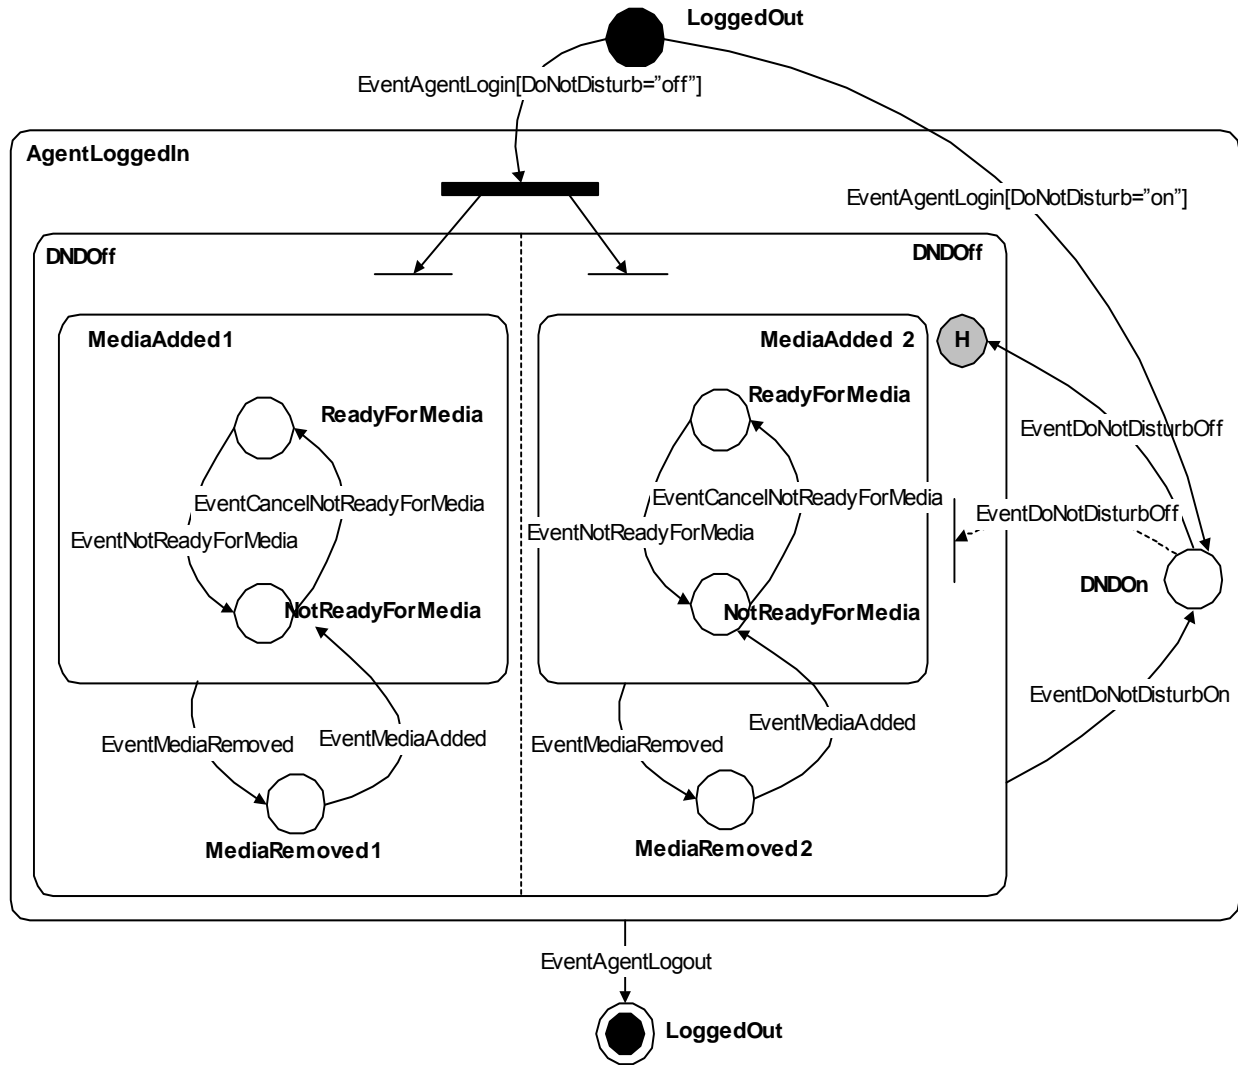 LoggedOut
EventAgentLogin[DoNotDisturb=”off”]
AgentLoggedIn
EventAgentLogin[DoNotDisturb=”on”]
DNDOff
DNDOff
MediaAdded1
MediaAdded 2
H
ReadyForMedia
ReadyForMedia
EventDoNotDisturbOff
EventCancelNotReadyForMedia
EventCancelNotReadyForMedia
EventDoNotDisturbOff
EventNotReadyForMedia
EventNotReadyForMedia
DNDOn
NotReadyForMedia
NotReadyForMedia
EventDoNotDisturbOn
EventMediaRemoved
EventMediaAdded
EventMediaRemoved
EventMediaAdded
MediaRemoved1
MediaRemoved2
EventAgentLogout
LoggedOut